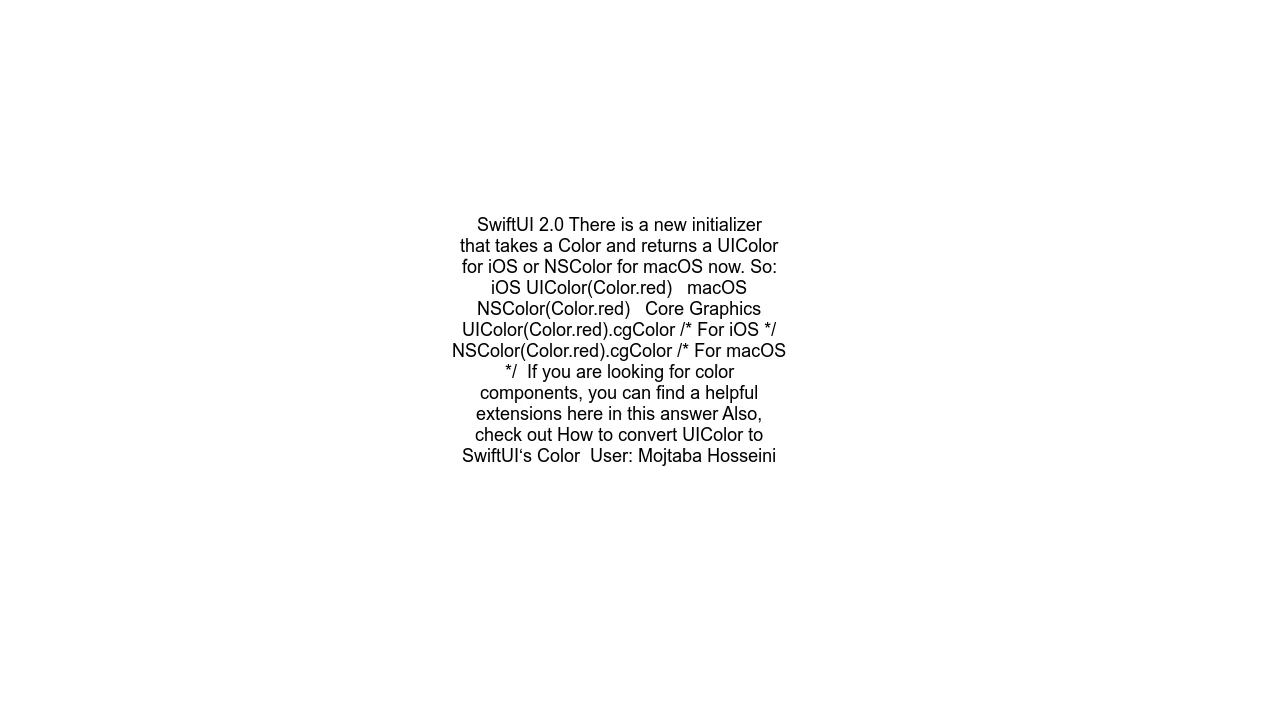 SwiftUI 2.0 There is a new initializer
that takes a Color and returns a UIColor
for iOS or NSColor for macOS now. So:
iOS UIColor(Color.red)   macOS
NSColor(Color.red)   Core Graphics
UIColor(Color.red).cgColor /* For iOS */
NSColor(Color.red).cgColor /* For macOS
*/  If you are looking for color
components, you can find a helpful
extensions here in this answer Also,
check out How to convert UIColor to
SwiftUI‘s Color  User: Mojtaba Hosseini